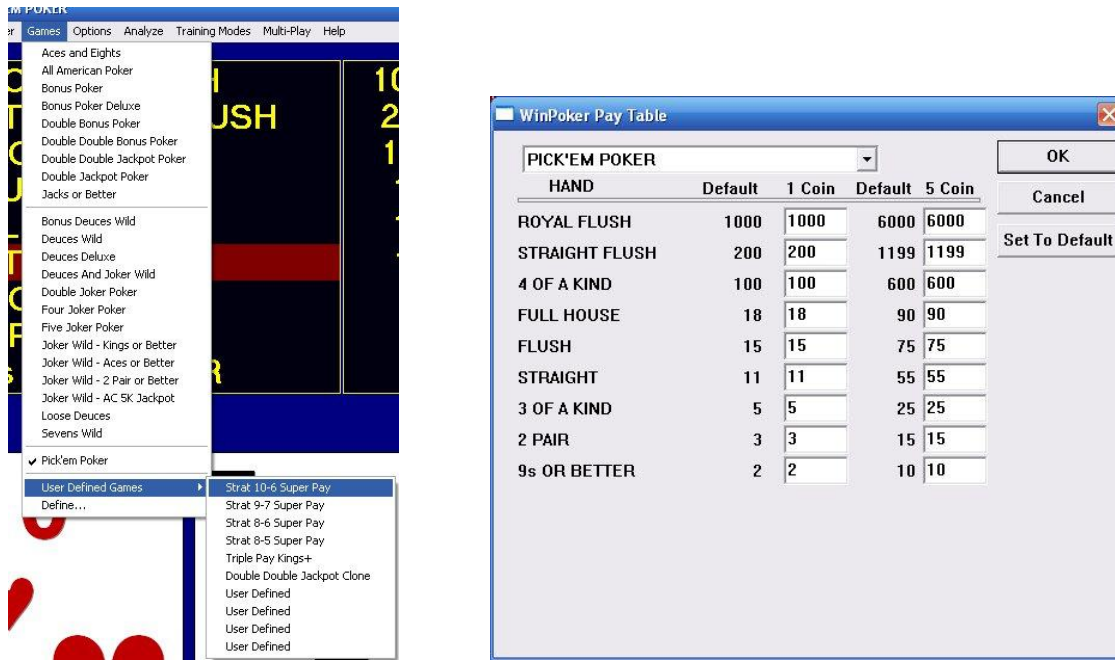 EM POKER
er Games Options Analyze Training Modes Multi-Play Help
Aces and Eights
All American Poker
Bonus Poker
Bonus Poker Deluxe
Double Bonus Poker
Double Double Bonus Poker
Double Double Jackpot Poker
Double Jackpot Poker
Jacks or Better
Bonus Deuces Wild
Deuces Wild
Deuces Deluxe
Deuces And Joker Wild
Double Joker Poker
Four Joker Poker
Five Joker Poker
Joker Wild - Kings or Better
Joker Wild - Aces or Better
Joker Wild - 2 Pair or Better
Joker Wild - AC 5K Jackpot
Loose Deuces
Sevens Wild
Pick'em Poker
User Defined Games
Define...
Strat 10-6 Super Pay
Strat 9-7 Super Pay
Strat 8-6 Super Pay
Strat 8-5 Super Pay
Triple Pay Kings+
Double Double Jackpot Clone
User Defined
User Defined
User Defined
User Defined
WinPoker Pay Table
PICK'EM POKER
HAND Default 1 Coin Default 5 Coin
ROYAL FLUSH 1000 1000 6000 6000
STRAIGHT FLUSH 200 200 1199 1199
4 OF A KIND 100 100 600 600
FULL HOUSE 18 18 90 90
FLUSH 15 15 75 75
STRAIGHT 11 11 55 55
3 OF A KIND 5 5 25 25
2 PAIR 3 3 15 15
9s OR BETTER 2 2 10 10
OK
Cancel
Set To Default